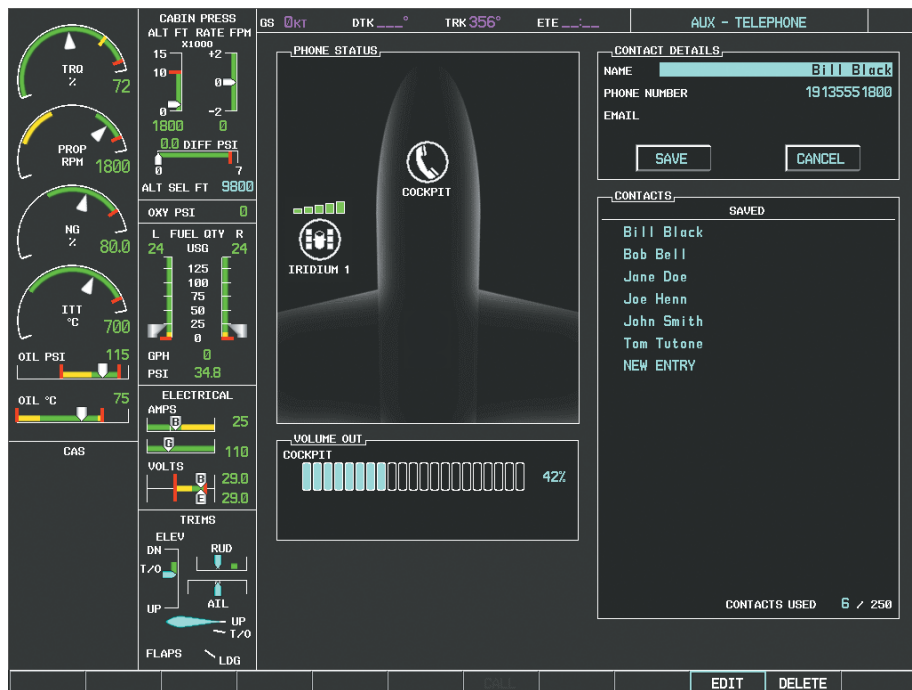 GS 0KT DTK ___° TRK 356° ETE __:__ AUX - TELEPHONE
TRQ
%
72
PROP
RPM
1800
NG
%
80.0
ITT
°C
700
OIL PSI 115
OIL °C 75
CAS
CABIN PRESS
ALT FT RATE FPM
X1000
15 +2
10 0
0 -2
1800 0
0.0 DIFF PSI
0 7
ALT SEL FT 9800
OXY PSI 0
L FUEL QTY R
24 USG 24
125
100
75
50
25
0
GPH 0
PSI 34.8
ELECTRICAL
AMPS
B 25
G 110
VOLTS
B 29.0
E 29.0
TRIMS
ELEV
DN RUD
T/O
UP AIL
UP
T/O
FLAPS LDG
PHONE STATUS
COCKPIT
IRIDIUM 1
VOLUME OUT
COCKPIT
42%
CONTACT DETAILS
NAME Bill Black
PHONE NUMBER 19135551800
EMAIL
SAVE CANCEL
CONTACTS
SAVED
Bill Black
Bob Bell
Jane Doe
Joe Henn
John Smith
Tom Tutone
NEW ENTRY
CONTACTS USED 6 / 250
CALL EDIT DELETE